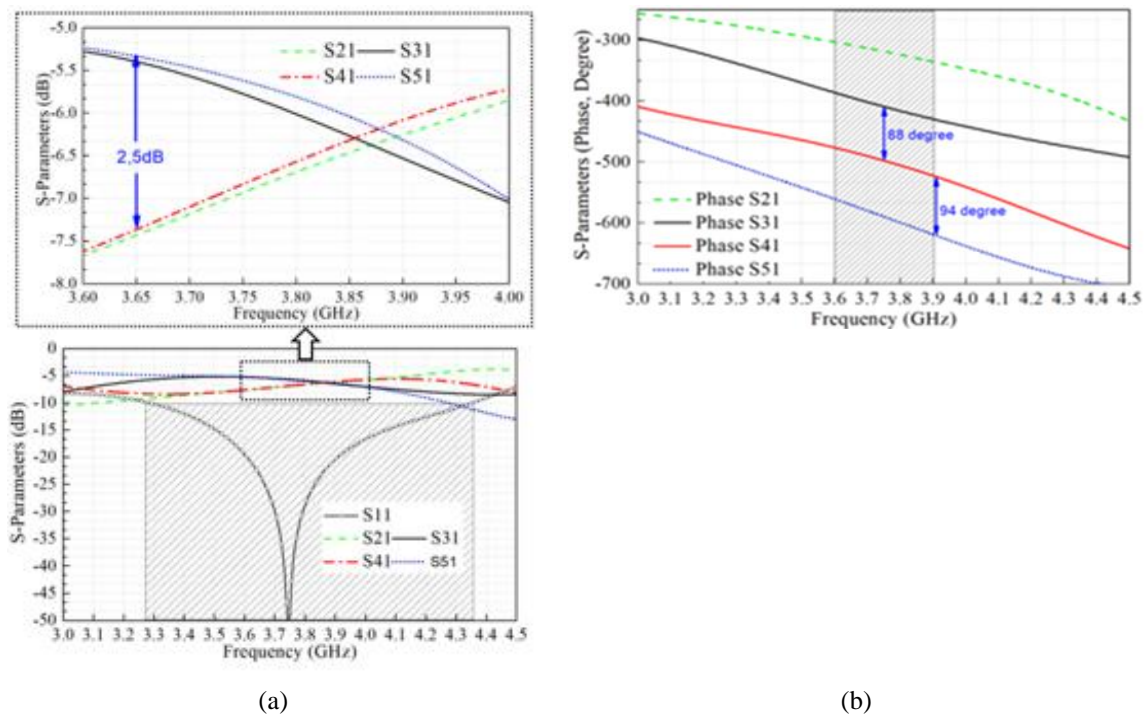 -5.0
-5.5
-6.0
-6.5
-7.0
-7.5
-8.0
S-Parameters (dB)
S21 S31
S41 S51
2,5dB
3.60 3.65 3.70 3.75 3.80 3.85 3.90 3.95 4.00
Frequency (GHz)
0
-5
-10
-15
-20
-25
-30
-35
-40
-45
-50
S-Parameters (dB)
S11
S21 S31
S41 S51
3.0 3.1 3.2 3.3 3.4 3.5 3.6 3.7 3.8 3.9 4.0 4.1 4.2 4.3 4.4 4.5
Frequency (GHz)
(a)
(b)
-300
-400
-500
-600
-700
S-Parameters (Phase, Degree)
88 degree
94 degree
Phase S21
Phase S31
Phase S41
Phase S51
3.0 3.1 3.2 3.3 3.4 3.5 3.6 3.7 3.8 3.9 4.0 4.1 4.2 4.3 4.4 4.5
Frequency (GHz)
(b)
(a)